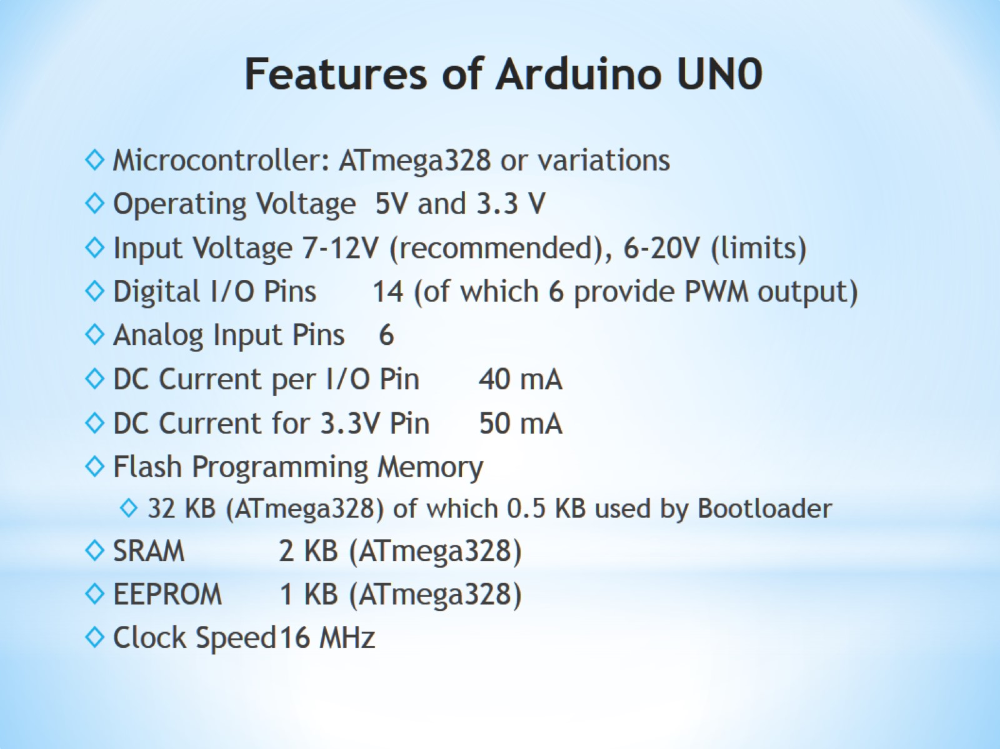 Features of Arduino UN0
Microcontroller: ATmega328 or variations
Operating Voltage 5V and 3.3 V
Input Voltage 7-12V (recommended), 6-20V (limits)
Digital I/O Pins 14 (of which 6 provide PWM output)
Analog Input Pins 6
DC Current per I/O Pin 40 mA
DC Current for 3.3V Pin 50 mA
Flash Programming Memory
32 KB (ATmega328) of which 0.5 KB used by Bootloader
SRAM 2 KB (ATmega328)
EEPROM 1 KB (ATmega328)
Clock Speed 16 MHz